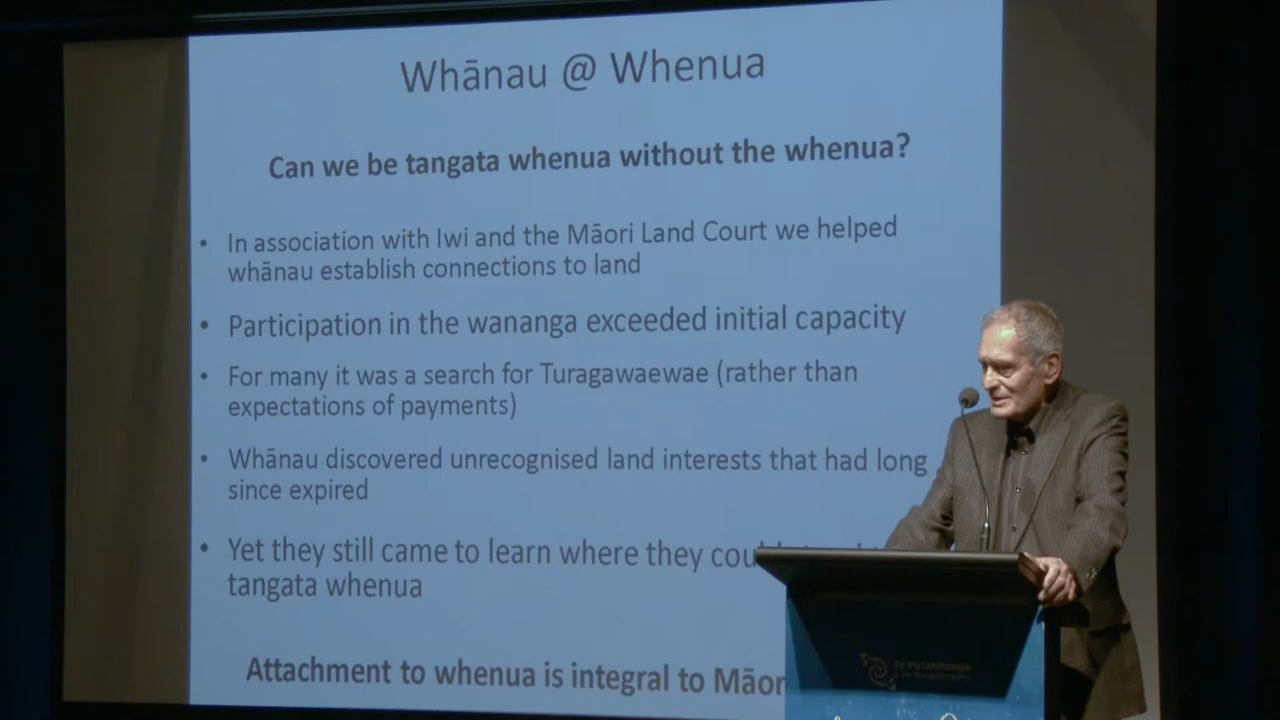 Whānau @ Whenua
Can we be tangata whenua without the whenua?
• In association with Iwi and the Māori Land Court we helped
whānau establish connections to land
• Participation in the wananga exceeded initial capacity
• For many it was a search for Turagawaewae (rather than
expectations of payments)
• Whānau discovered unrecognised land interests that had long
since expired
• Yet they still came to learn where they
tangata whenua
Attachment to whenua is integral to
Te Pūtahitanga